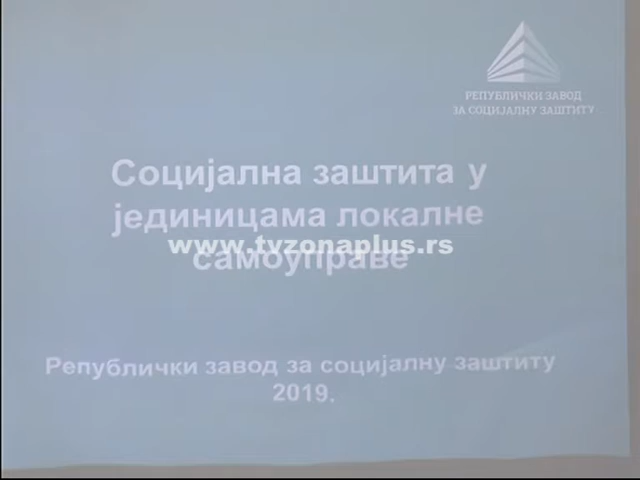 РЕПУБЛИЧКИ ЗАВОД
ЗА СОЦИЈАЛНУ ЗАШТИТУ
Социјална заштита у
јединицама локалне
www.tvzonaplus.rs
самоуправе
Републички завод за социјалну заштиту
2019.